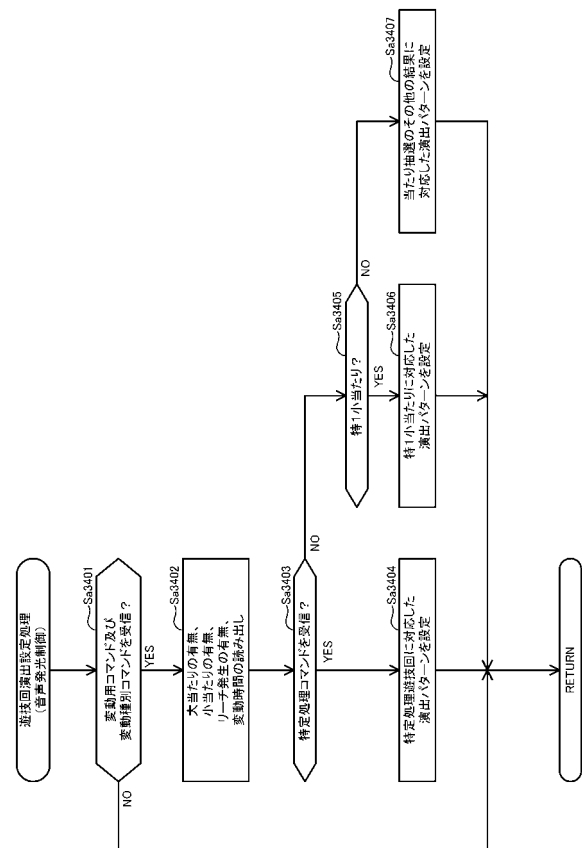 遊技回演出設定処理
(音声発光制御)
Sa3401
変動用コマンド及び
変動種別コマンドを受信?
NO
YES
Sa3402
大当たりの有無、
小当たりの有無、
リーチ発生の有無、
変動時間の読み出し
Sa3403
特定処理コマンドを受信?
NO
YES
Sa3404
特定処理遊技回に対応した
演出パターンを設定
Sa3405
特1小当たり?
NO
YES
Sa3406
特1小当たりに対応した
演出パターンを設定
Sa3407
当たり抽選のその他の結果に
対応した演出パターンを設定
RETURN